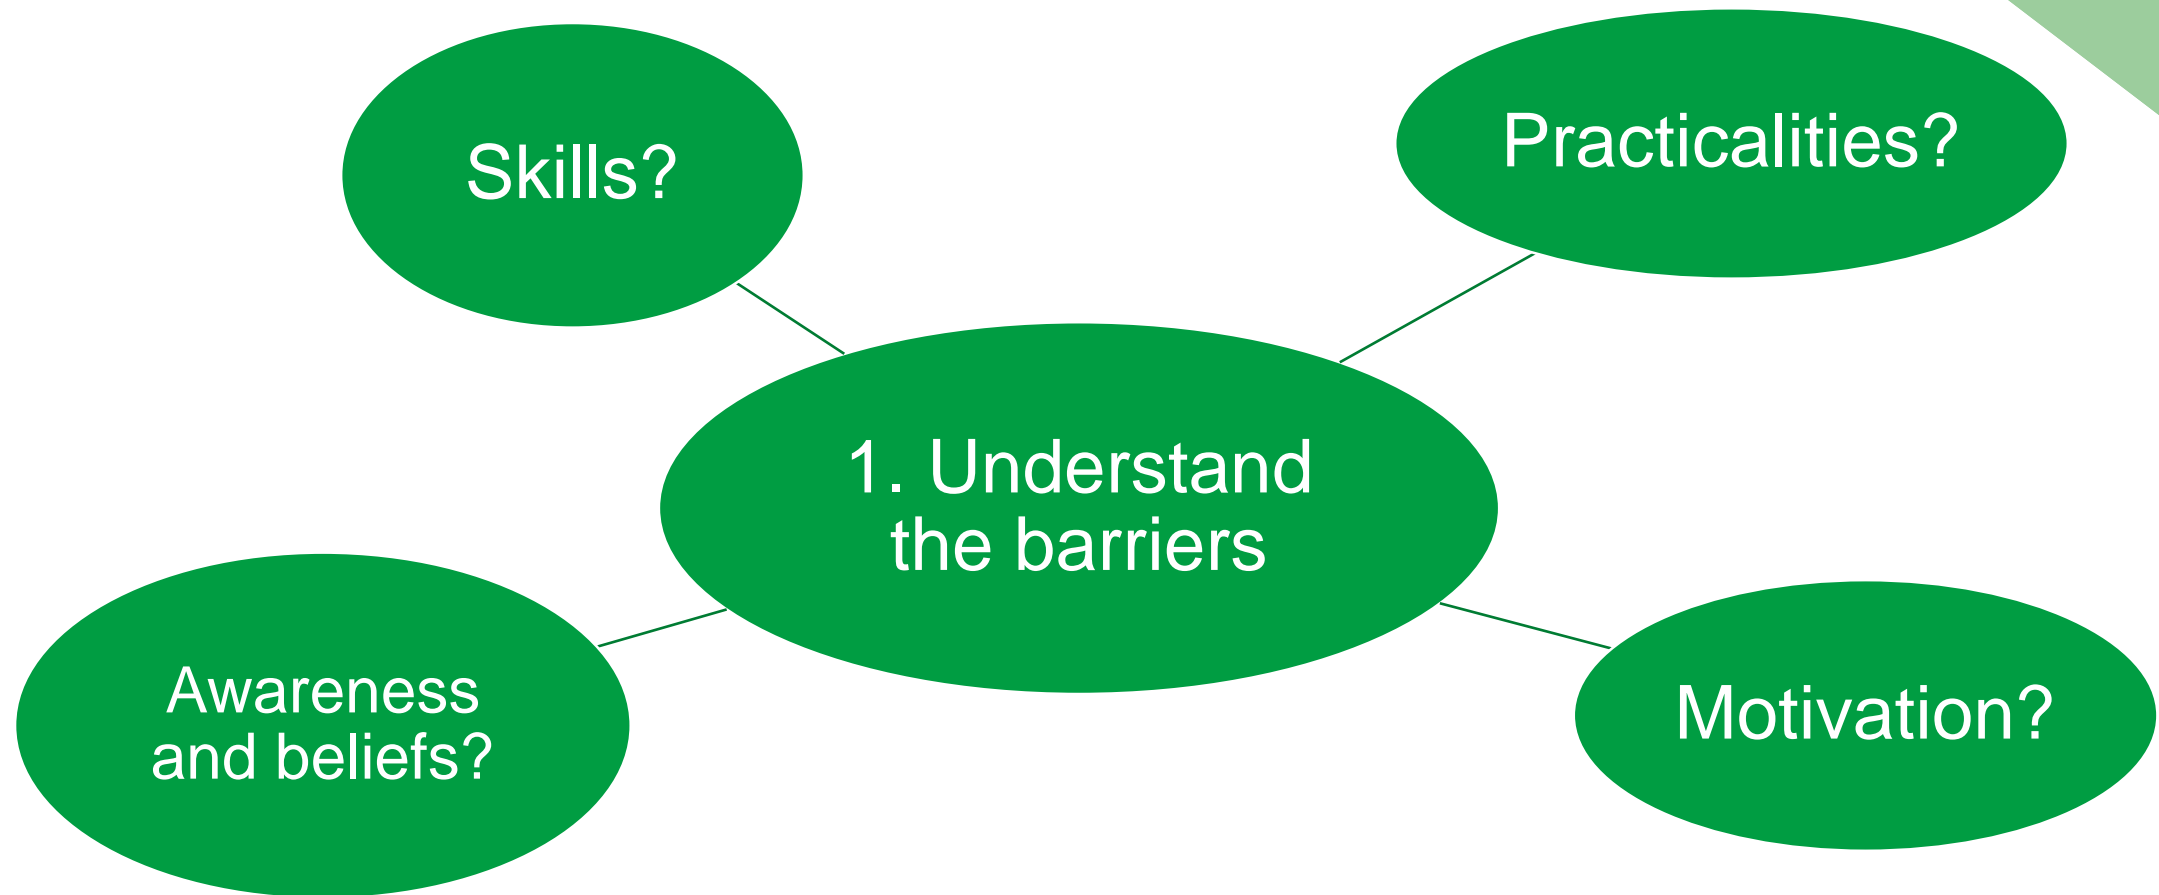 Skills?
Practicalities?
1. Understand
the barriers
Awareness
and beliefs?
Motivation?